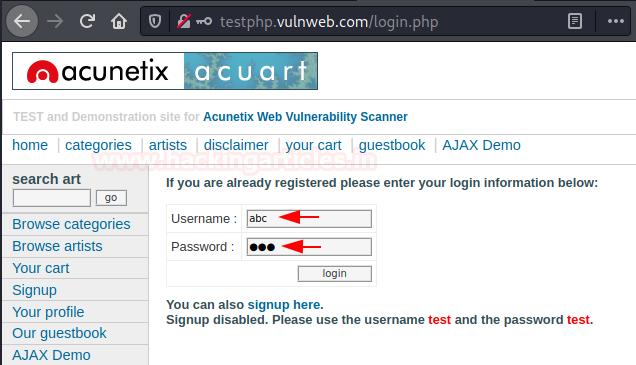 testphp.vulnweb.com/login.php
acunetix acuart
TEST and Demonstration site for Acunetix Web Vulnerability Scanner
home categories artists disclaimer your cart guestbook AJAX Demo
www.hackingarticles.in
search art
go
Browse categories
Browse artists
Your cart
Signup
Your profile
Our guestbook
AJAX Demo
If you are already registered please enter your login information below:
Username : abc
Password : ●●●
login
You can also signup here.
Signup disabled. Please use the username test and the password test.